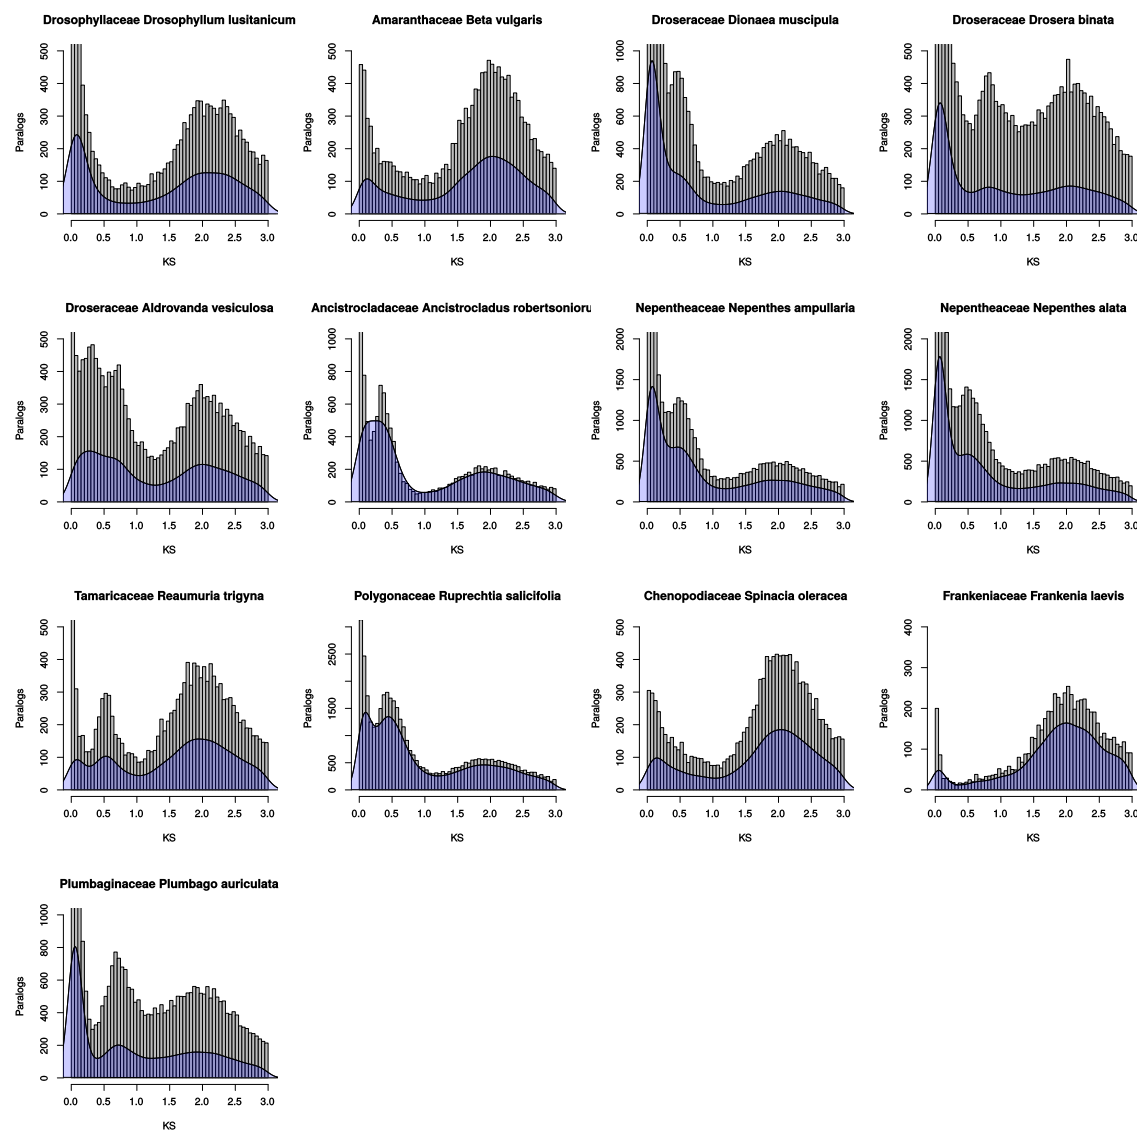 Drosophyllaceae Drosophyllum lusitanicum
Paralogs
0 100 200 300 400 500
0.0 0.5 1.0 1.5 2.0 2.5 3.0
KS
Amaranthaceae Beta vulgaris
Paralogs
0 100 200 300 400 500
0.0 0.5 1.0 1.5 2.0 2.5 3.0
KS
Droseraceae Dionaea muscipula
Paralogs
0 200 400 600 800 1000
0.0 0.5 1.0 1.5 2.0 2.5 3.0
KS
Droseraceae Drosera binata
Paralogs
0 100 200 300 400 500
0.0 0.5 1.0 1.5 2.0 2.5 3.0
KS
Droseraceae Aldrovanda vesiculosa
Paralogs
0 100 200 300 400 500
0.0 0.5 1.0 1.5 2.0 2.5 3.0
KS
Ancistrocladaceae Ancistrocladus robertsonioru
Paralogs
0 200 400 600 800 1000
0.0 0.5 1.0 1.5 2.0 2.5 3.0
KS
Nepentheaceae Nepenthes ampullaria
Paralogs
0 500 1000 1500 2000
0.0 0.5 1.0 1.5 2.0 2.5 3.0
KS
Nepentheaceae Nepenthes alata
Paralogs
0 500 1000 1500 2000
0.0 0.5 1.0 1.5 2.0 2.5 3.0
KS
Tamaricaceae Reaumuria trigyna
Paralogs
0 100 200 300 400 500
0.0 0.5 1.0 1.5 2.0 2.5 3.0
KS
Polygonaceae Ruprechtia salicifolia
Paralogs
0 500 1500 2500
0.0 0.5 1.0 1.5 2.0 2.5 3.0
KS
Chenopodiaceae Spinacia oleracea
Paralogs
0 100 200 300 400 500
0.0 0.5 1.0 1.5 2.0 2.5 3.0
KS
Frankeniaceae Frankenia laevis
Paralogs
0 100 200 300 400
0.0 0.5 1.0 1.5 2.0 2.5 3.0
KS
Plumbaginaceae Plumbago auriculata
Paralogs
0 200 400 600 800 1000
0.0 0.5 1.0 1.5 2.0 2.5 3.0
KS